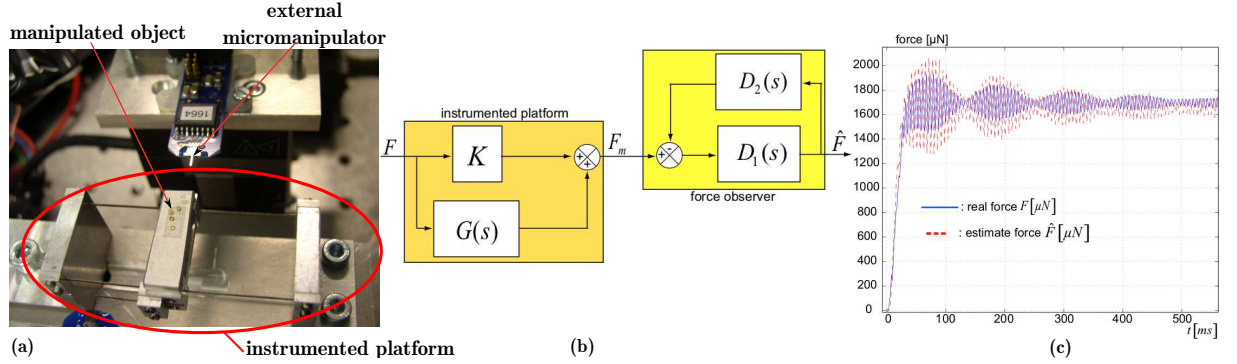 manipulated object
external
micromanipulator
1664
instrumented platform
(a)
instrumented platform
F
K
G(s)
F_m
D_2(s)
D_1(s)
F̂
force observer
(b)
force [µN]
2000
1800
1600
1400
1200
1000
800
600
400
200
0
: real force F[µN]
: estimate force F̂[µN]
0 100 200 300 400 500
t[ms]
(c)